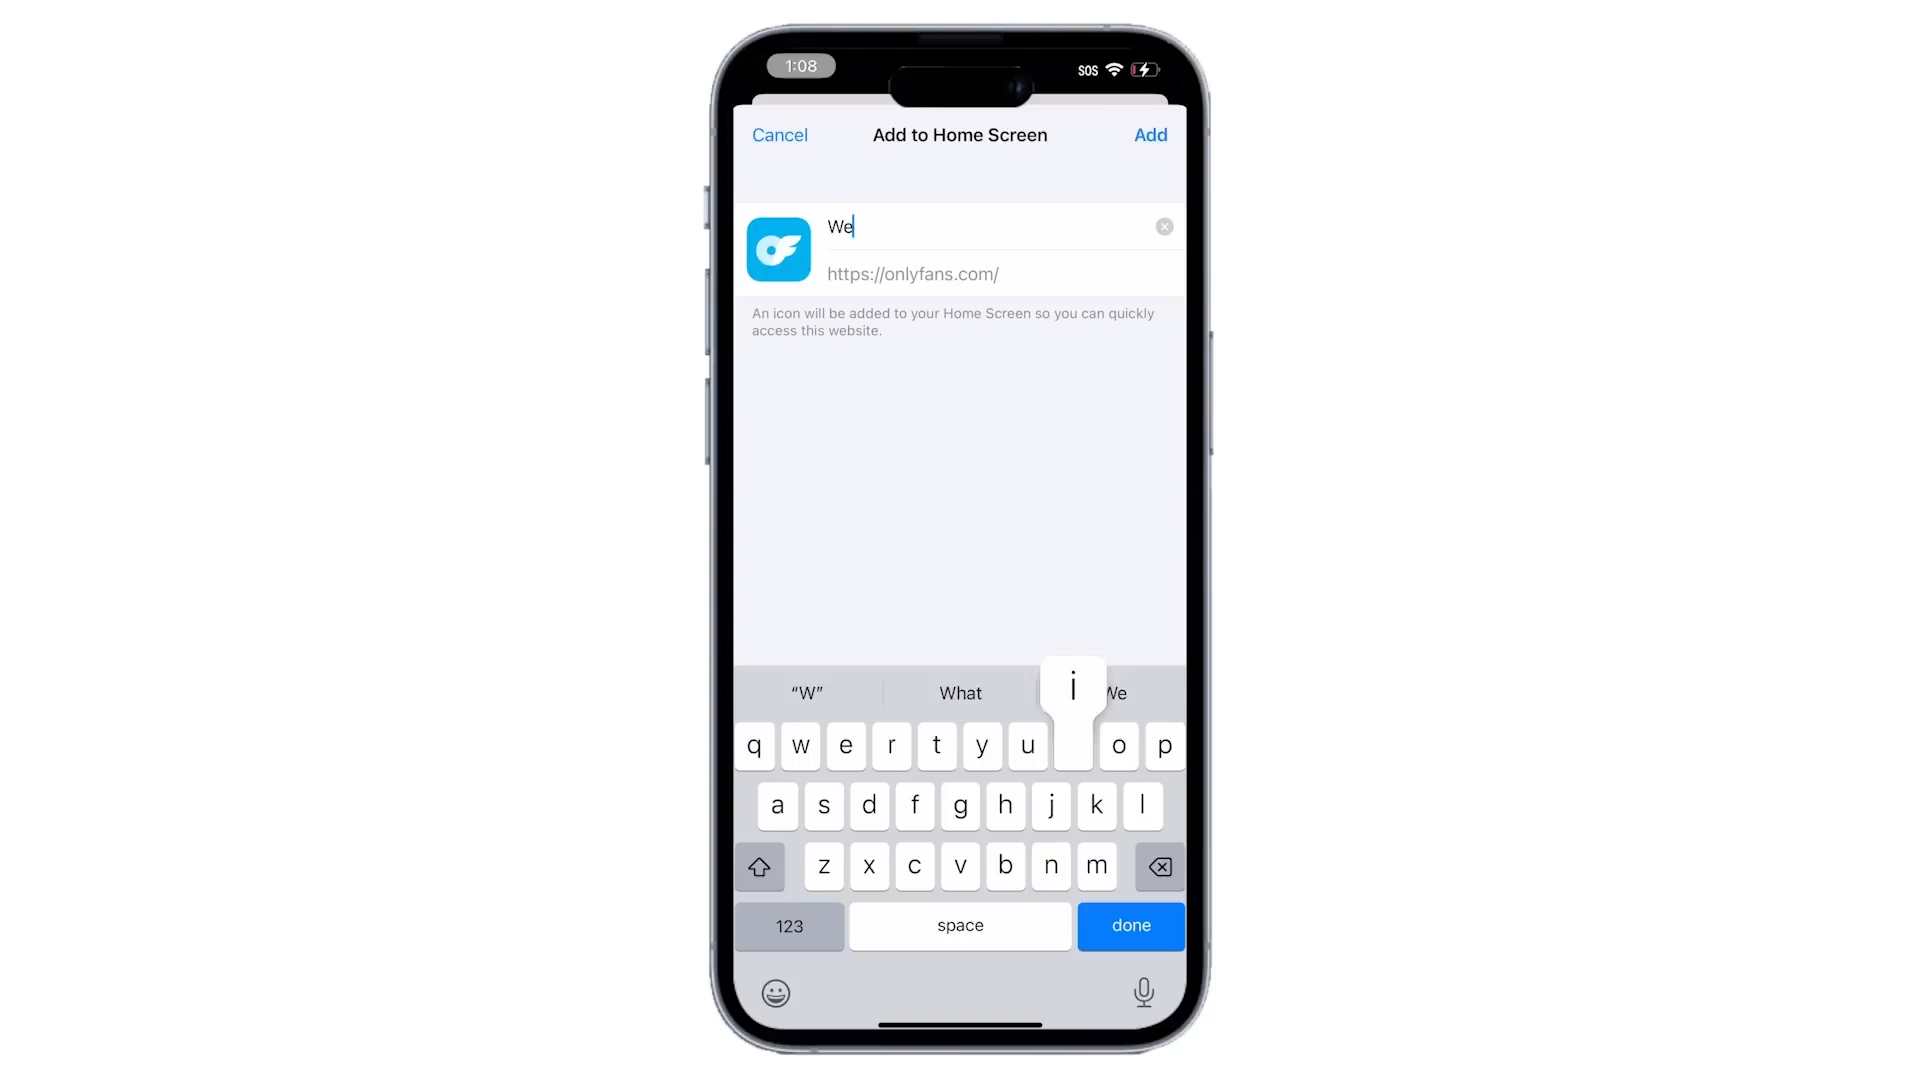 1:08
SOS
Cancel
Add to Home Screen
Add
We
https://onlyfans.com/
An icon will be added to your Home Screen so you can quickly
access this website.
“W” What We
i
q w e r t y u o p
a s d f g h j k l
z x c v b n m
123 space done